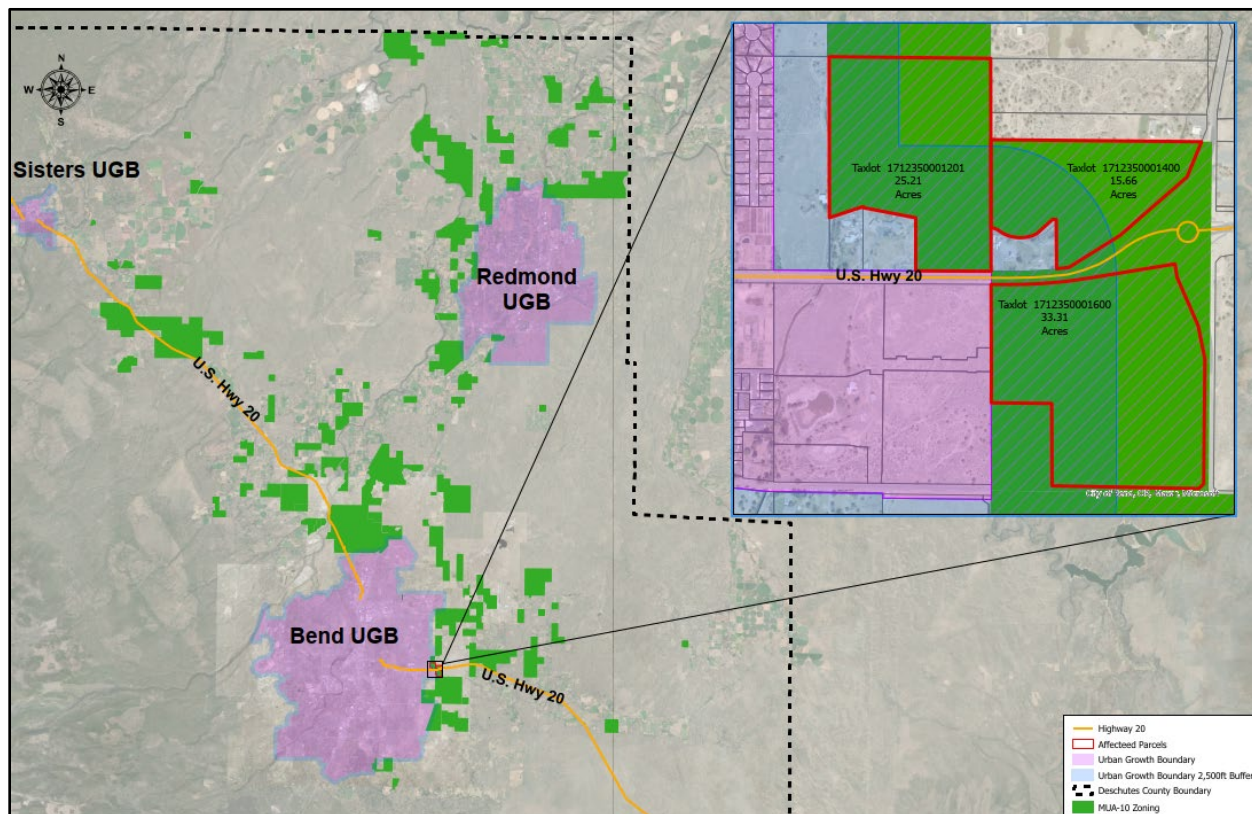 N
W
E
S
Sisters UGB
Redmond
UGB
U.S. Hwy 20
Bend UGB
U.S. Hwy 20
Taxlot 1712350001201
25.21
Acres
Taxlot 1712350001400
15.66
Acres
U.S. Hwy 20
Taxlot 1712350001600
33.31
Acres
Highway 20
Affecteed Parcels
Urban Growth Boundary
Urban Growth Boundary 2,500ft Buffer
Deschutes County Boundary
MUA-10 Zoning